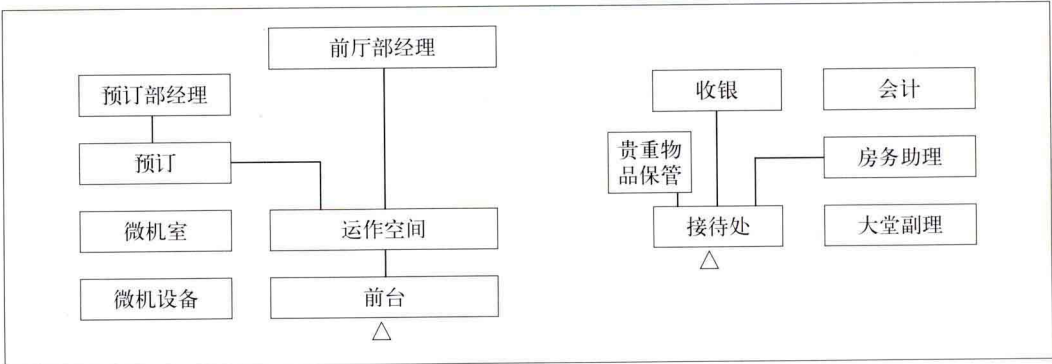 前厅部经理
预订部经理
预订
微机室
微机设备
运作空间
前台
收银
会计
贵重物
品保管
房务助理
接待处
大堂副理